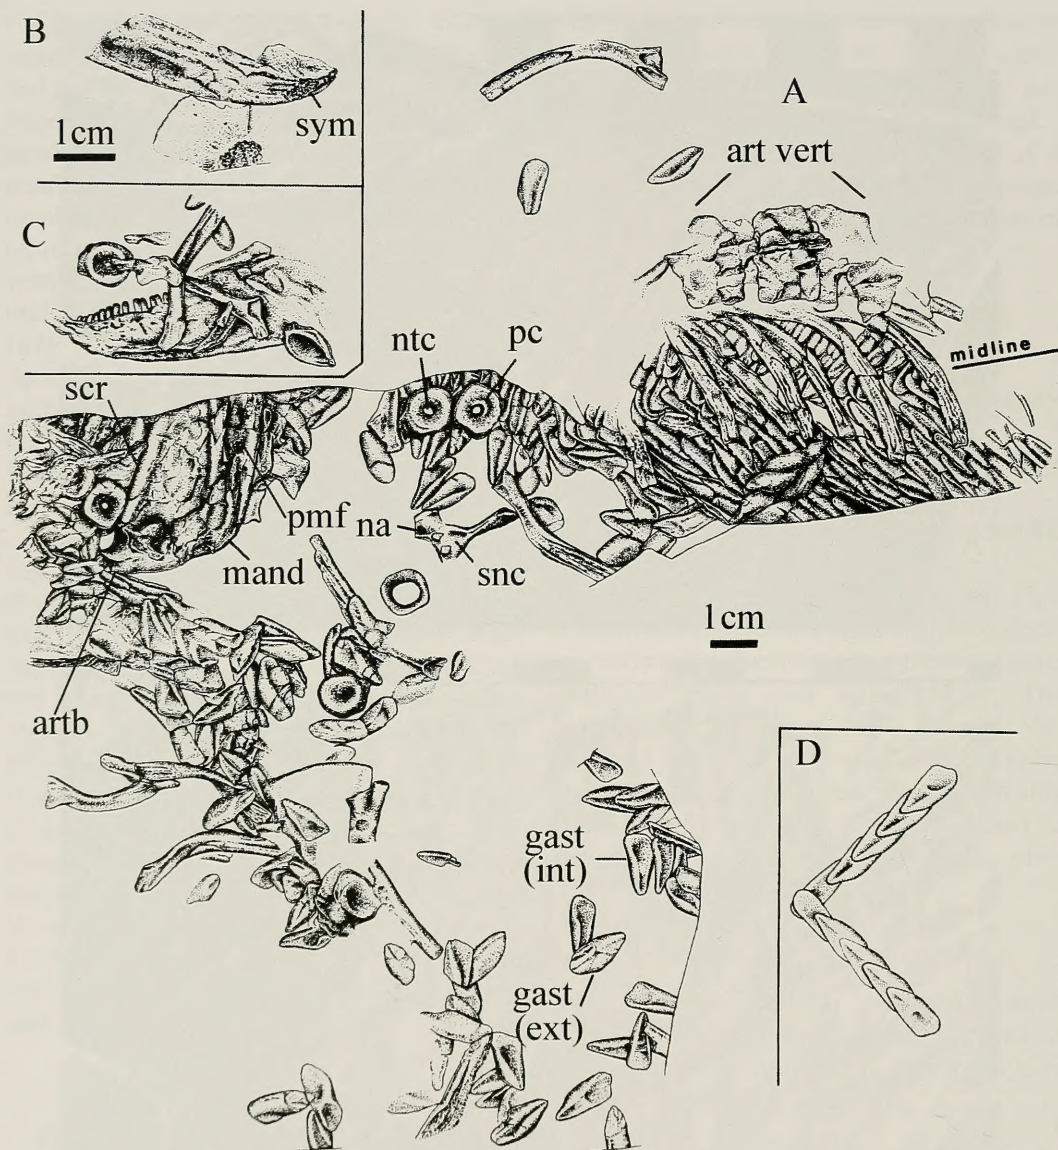 B
sym
1cm
A
art vert
C
ntc
pc
midline
scr
pmf
na
mand
snc
1cm
artb
D
gast
(int)
gast
(ext)